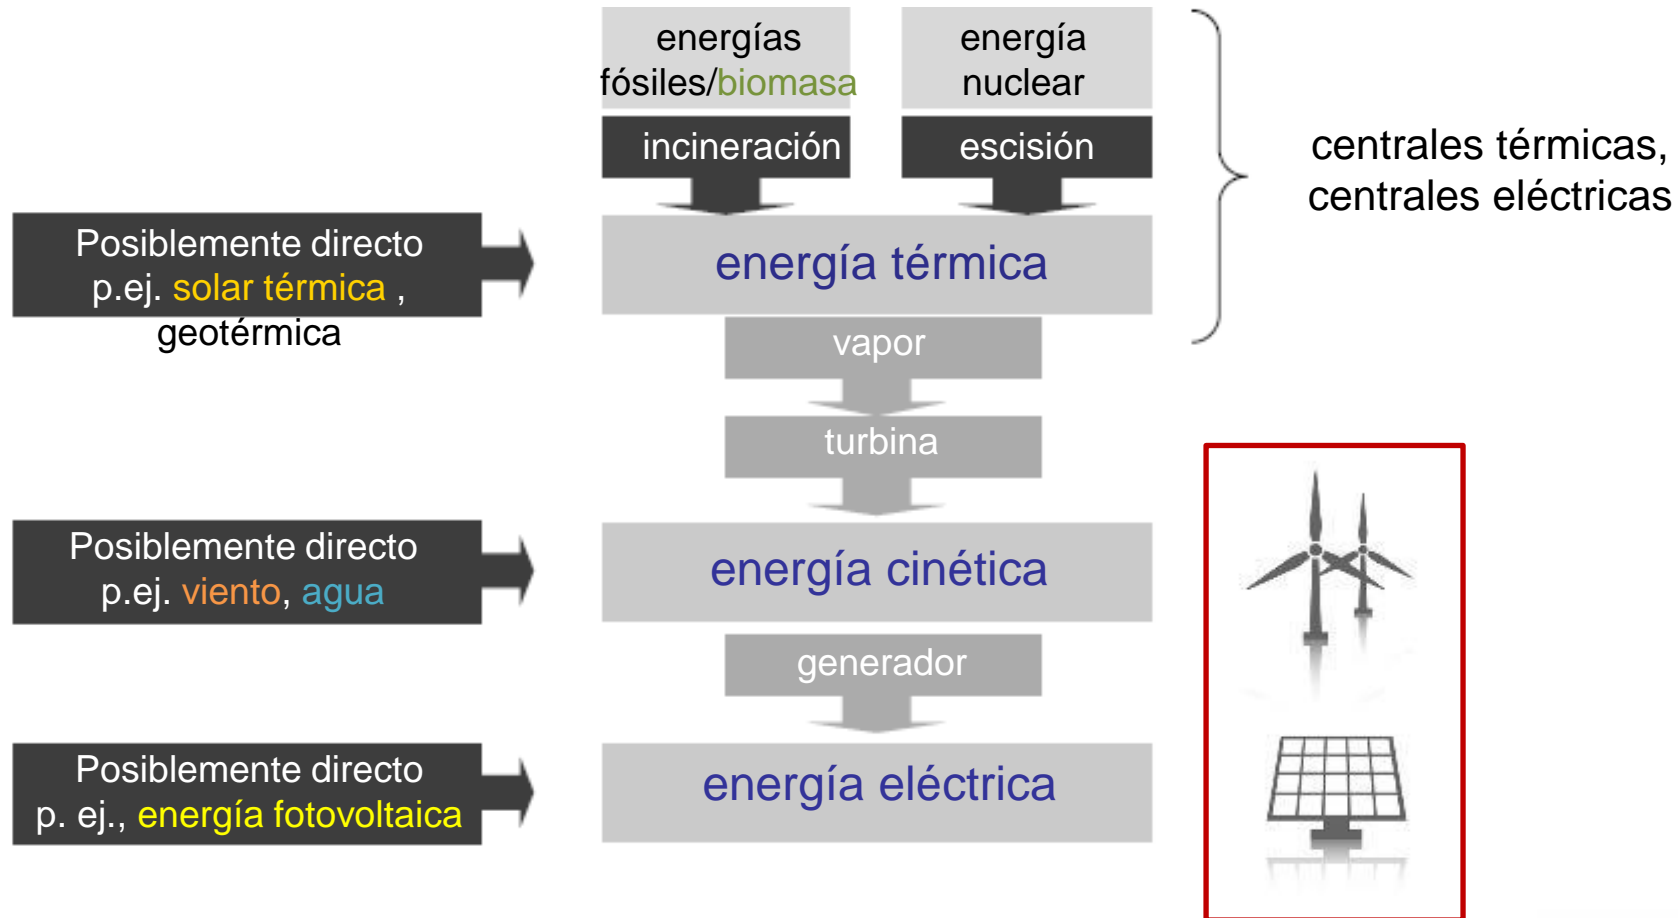 energías
fósiles/biomasa
energía
nuclear
incineración
escisión
centrales térmicas,
centrales eléctricas
Posiblemente directo
p.ej. solar térmica ,
geotérmica
energía térmica
vapor
turbina
Posiblemente directo
p.ej. viento, agua
energía cinética
generador
Posiblemente directo
p. ej., energía fotovoltaica
energía eléctrica